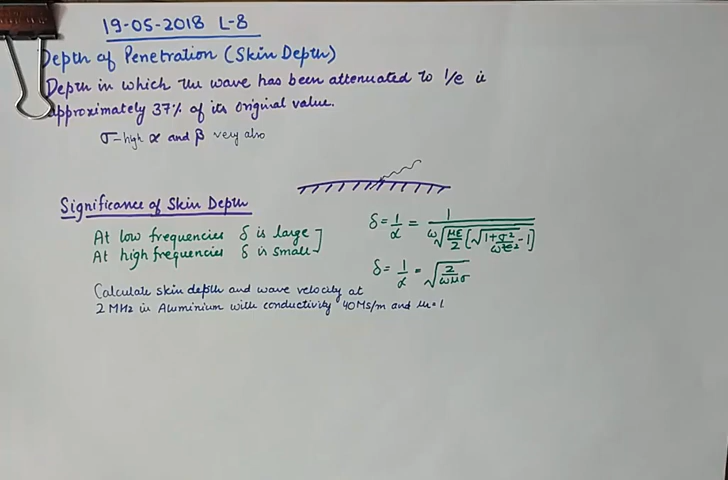 19-05-2018 L-8
Depth of Penetration (Skin Depth)
Depth in which the wave has been attenuated to 1/e is
approximately 37% of its original value.
σ-high α and β very also
Significance of Skin Depth
At low frequencies δ is large
At high frequencies δ is small
δ = 1/α = 1/(ω√(με/2 [√(1+σ²/ω²ε²) -1]))
δ = 1/α = √(2/ωμσ)
Calculate skin depth and wave velocity at
2 MHz in Aluminium with conductivity 40Ms/m and μr=1